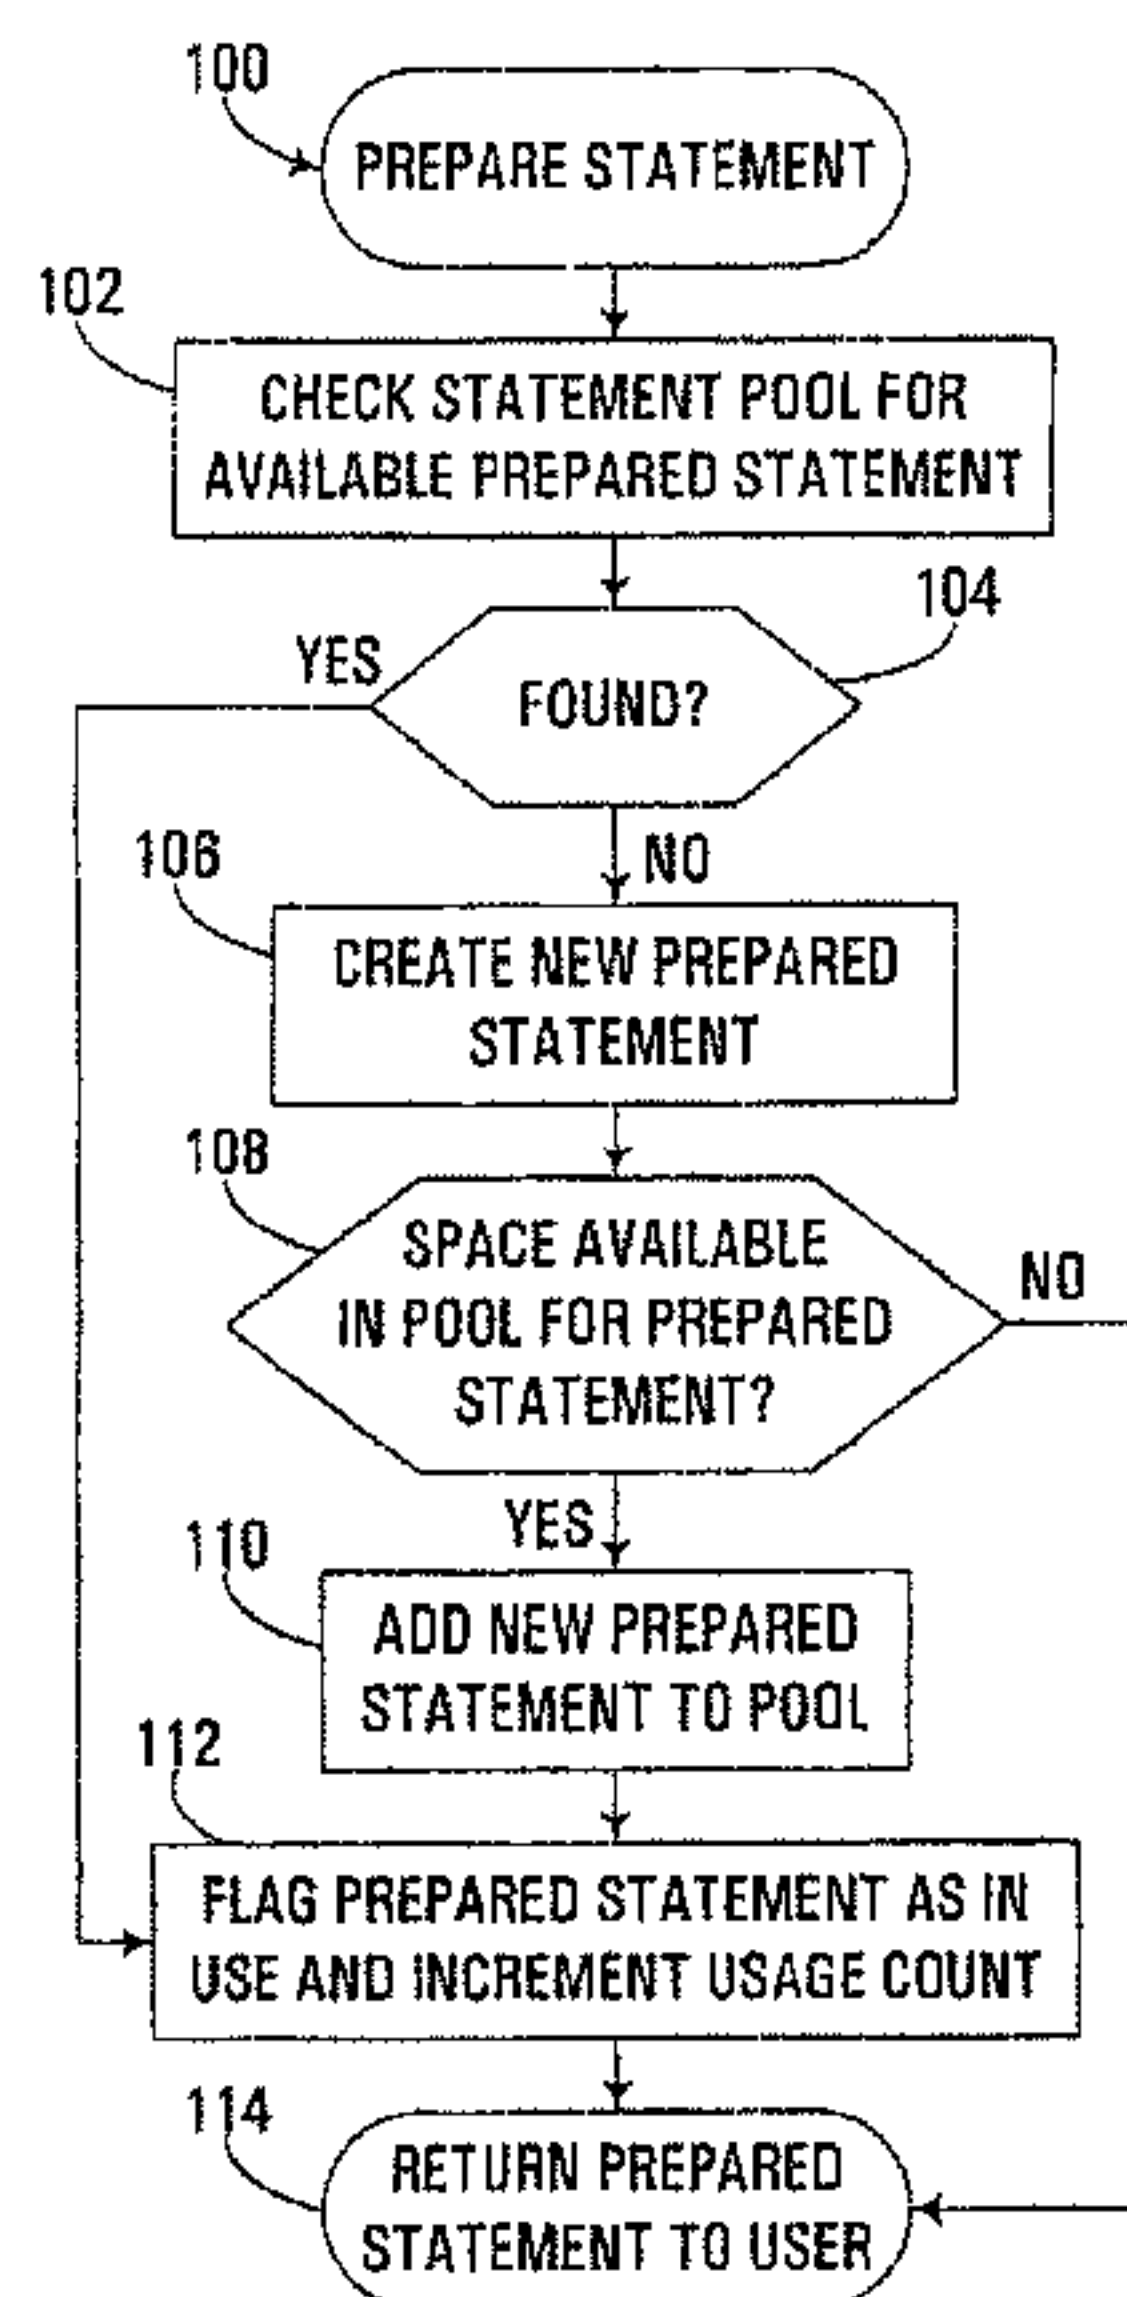 100
PREPARE STATEMENT
102
CHECK STATEMENT POOL FOR
AVAILABLE PREPARED STATEMENT
104
YES
FOUND?
NO
106
CREATE NEW PREPARED
STATEMENT
108
SPACE AVAILABLE
IN POOL FOR PREPARED
STATEMENT?
NO
YES
110
ADD NEW PREPARED
STATEMENT TO POOL
112
FLAG PREPARED STATEMENT AS IN
USE AND INCREMENT USAGE COUNT
114
RETURN PREPARED
STATEMENT TO USER